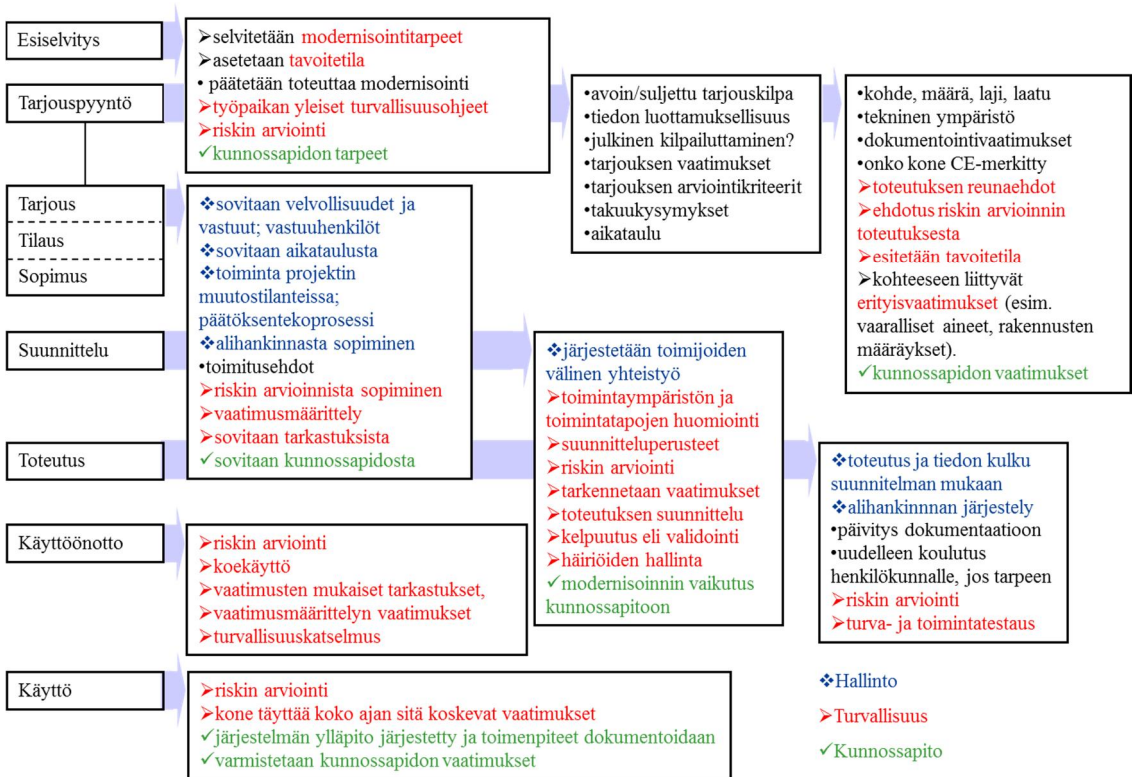 Esiselvitys
➢selvitetään modernisointitarpeet
➢asetetaan tavoitetila
• päätetään toteuttaa modernisointi
➢työpaikan yleiset turvallisuusohjeet
➢riskin arviointi
✓kunnossapidon tarpeet
Tarjouspyyntö
•avoin/suljettu tarjouskilpa
•tiedon luottamuksellisuus
•julkinen kilpailuttaminen?
•tarjouksen vaatimukset
•tarjouksen arviointikriteerit
•takuukysymykset
•aikataulu
•kohde, määrä, laji, laatu
•tekninen ympäristö
•dokumentointivaatimukset
•onko kone CE-merkitty
➢toteutuksen reunaehdot
➢ehdotus riskin arvioinnin
toteutuksesta
➢esitetään tavoitetila
➢kohteeseen liittyvät
erityisvaatimukset (esim.
vaaralliset aineet, rakennusten
määräykset).
✓kunnossapidon vaatimukset
Tarjous
Tilaus
Sopimus
❖sovitaan velvollisuudet ja
vastuut; vastuuhenkilöt
❖sovitaan aikataulusta
❖toiminta projektin
muutostilanteissa;
päätöksentekoprosessi
❖alihankinnasta sopiminen
•toimitusehdot
➢riskin arvioinnista sopiminen
➢vaatimusmäärittely
➢sovitaan tarkastuksista
✓sovitaan kunnossapidosta
Suunnittelu
❖järjestetään toimijoiden
välinen yhteistyö
➢toimintaympäristön ja
toimintatapojen huomiointi
➢suunnitteluperusteet
➢riskin arviointi
➢tarkennetaan vaatimukset
➢toteutuksen suunnittelu
➢kelpuutus eli validointi
➢häiriöiden hallinta
✓modernisoinnin vaikutus
kunnossapitoon
Toteutus
❖toteutus ja tiedon kulku
suunnitelman mukaan
❖alihankinnnan järjestely
•päivitys dokumentaatioon
•uudelleen koulutus
henkilökunnalle, jos tarpeen
➢riskin arviointi
➢turva- ja toimintatestaus
Käyttöönotto
➢riskin arviointi
➢koekäyttö
➢vaatimusten mukaiset tarkastukset,
➢vaatimusmäärittelyn vaatimukset
➢turvallisuuskatselmus
Käyttö
➢riskin arviointi
➢kone täyttää koko ajan sitä koskevat vaatimukset
✓järjestelmän ylläpito järjestetty ja toimenpiteet dokumentoidaan
✓varmistetaan kunnossapidon vaatimukset
❖Hallinto
➢Turvallisuus
✓Kunnossapito